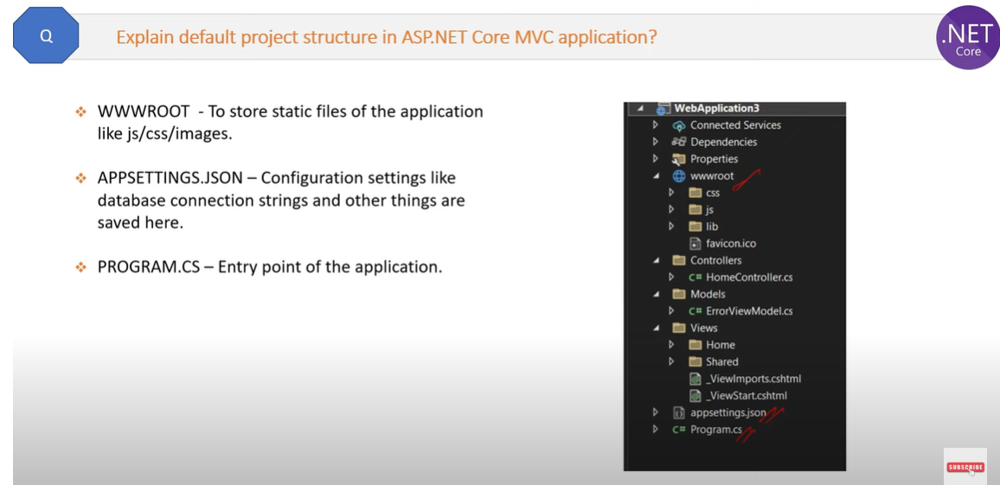 Q
Explain default project structure in ASP.NET Core MVC application?
.NET
Core
❖ WWWROOT - To store static files of the application
like js/css/images.
❖ APPSETTINGS.JSON – Configuration settings like
database connection strings and other things are
saved here.
❖ PROGRAM.CS – Entry point of the application.
WebApplication3
Connected Services
Dependencies
Properties
wwwroot
css
js
lib
favicon.ico
Controllers
C# HomeController.cs
Models
C# ErrorViewModel.cs
Views
Home
Shared
_ViewImports.cshtml
_ViewStart.cshtml
appsettings.json
C# Program.cs
SUBSCRIBE